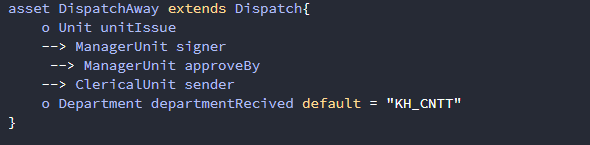 asset DispatchAway extends Dispatch{
o Unit unitIssue
--> ManagerUnit signer
--> ManagerUnit approveBy
--> ClericalUnit sender
o Department departmentRecived default = "KH_CNTT"
}